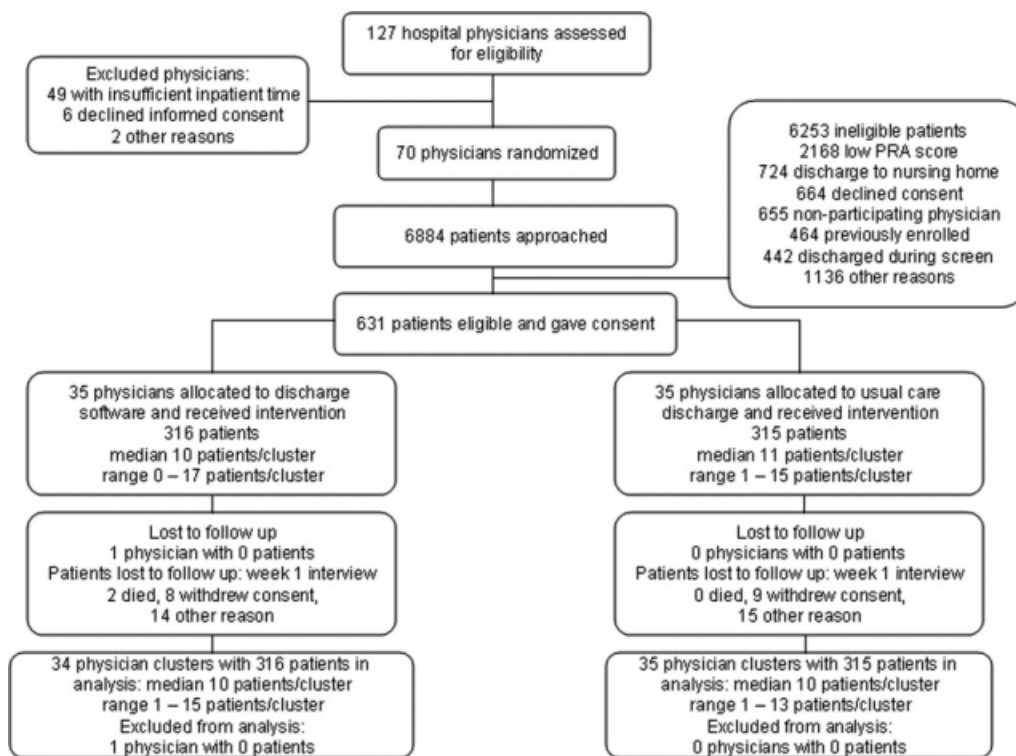 127 hospital physicians assessed
for eligibility
Excluded physicians:
49 with insufficient inpatient time
6 declined informed consent
2 other reasons
70 physicians randomized
6253 ineligible patients
2168 low PRA score
724 discharge to nursing home
664 declined consent
655 non-participating physician
464 previously enrolled
442 discharged during screen
1136 other reasons
6884 patients approached
631 patients eligible and gave consent
35 physicians allocated to discharge
software and received intervention
316 patients
median 10 patients/cluster
range 0 – 17 patients/cluster
35 physicians allocated to usual care
discharge and received intervention
315 patients
median 11 patients/cluster
range 1 – 15 patients/cluster
Lost to follow up
1 physician with 0 patients
Patients lost to follow up: week 1 interview
2 died, 8 withdrew consent,
14 other reason
Lost to follow up
0 physicians with 0 patients
Patients lost to follow up: week 1 interview
0 died, 9 withdrew consent,
15 other reason
34 physician clusters with 316 patients in
analysis: median 10 patients/cluster
range 1 – 15 patients/cluster
Excluded from analysis:
1 physician with 0 patients
35 physician clusters with 315 patients in
analysis: median 10 patients/cluster
range 1 – 13 patients/cluster
Excluded from analysis:
0 physicians with 0 patients